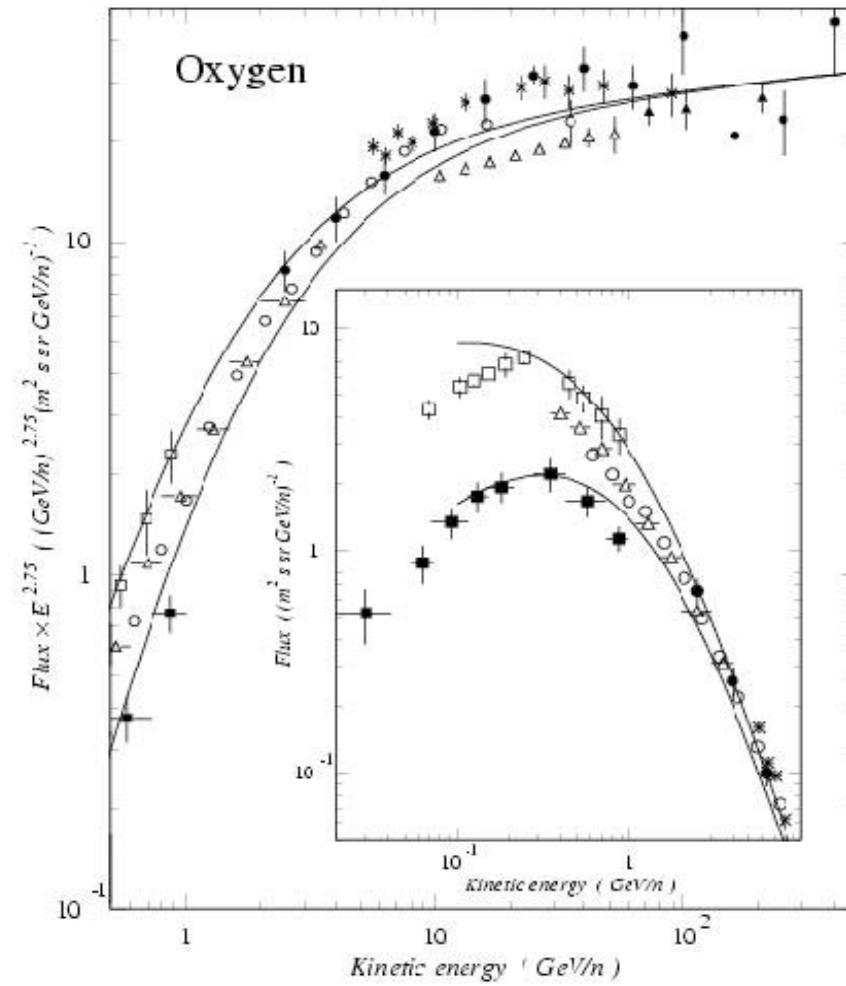 Oxygen
Flux × E^2.75 ( (GeV/n)^2.75 (m^2 s sr GeV/n)^-1 )
10
1
10^-1
1
10
10^2
Kinetic energy ( GeV/n )
Flux ( (m^2 s sr GeV/n)^-1 )
10
1
10^-1
10^-1
1
Kinetic energy ( GeV/n )